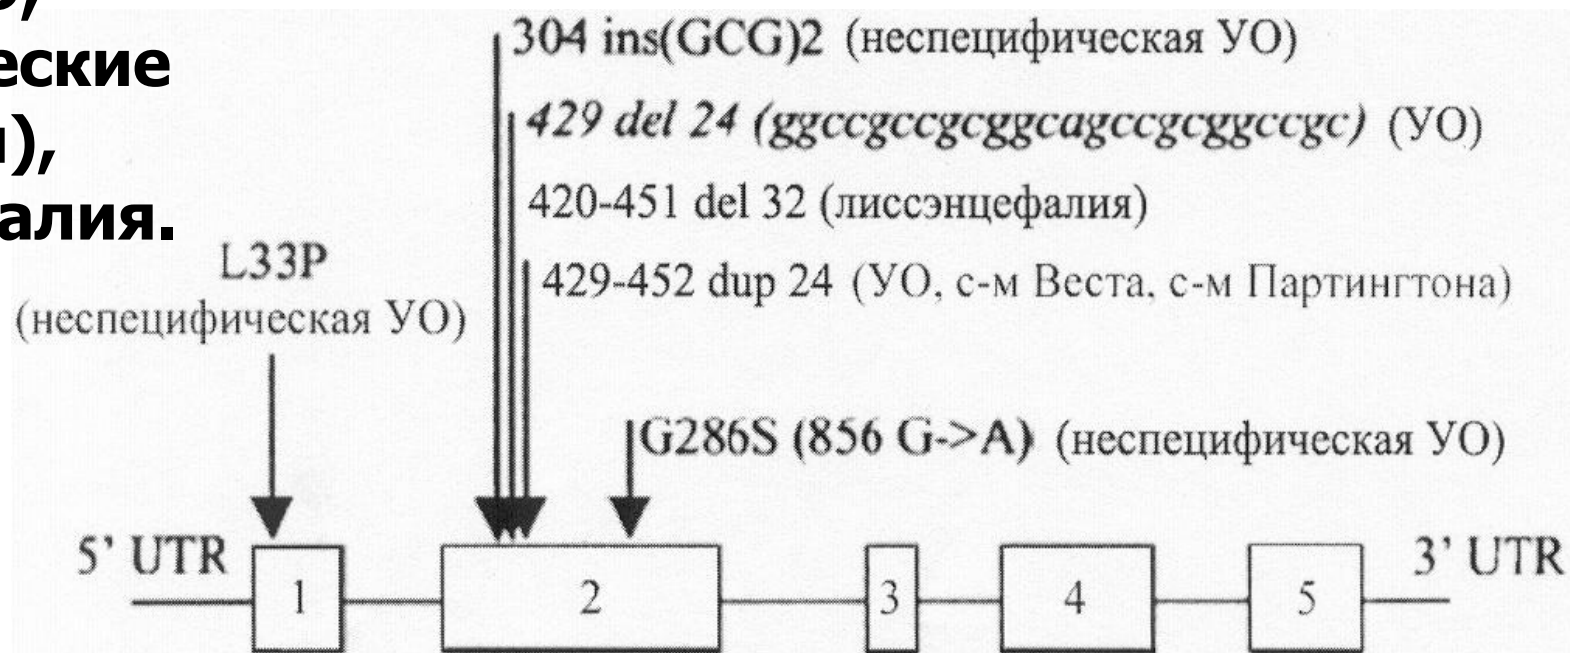 304 ins(GCG)2 (неспецифическая УО)
429 del 24 (ggccgccgcggcagccgcggccgc) (УО)
420-451 del 32 (лиссэнцефалия)
429-452 dup 24 (УО, с-м Веста, с-м Партингтона)
L33P
(неспецифическая УО)
G286S (856 G->A) (неспецифическая УО)
5' UTR
1
2
3
4
5
3' UTR